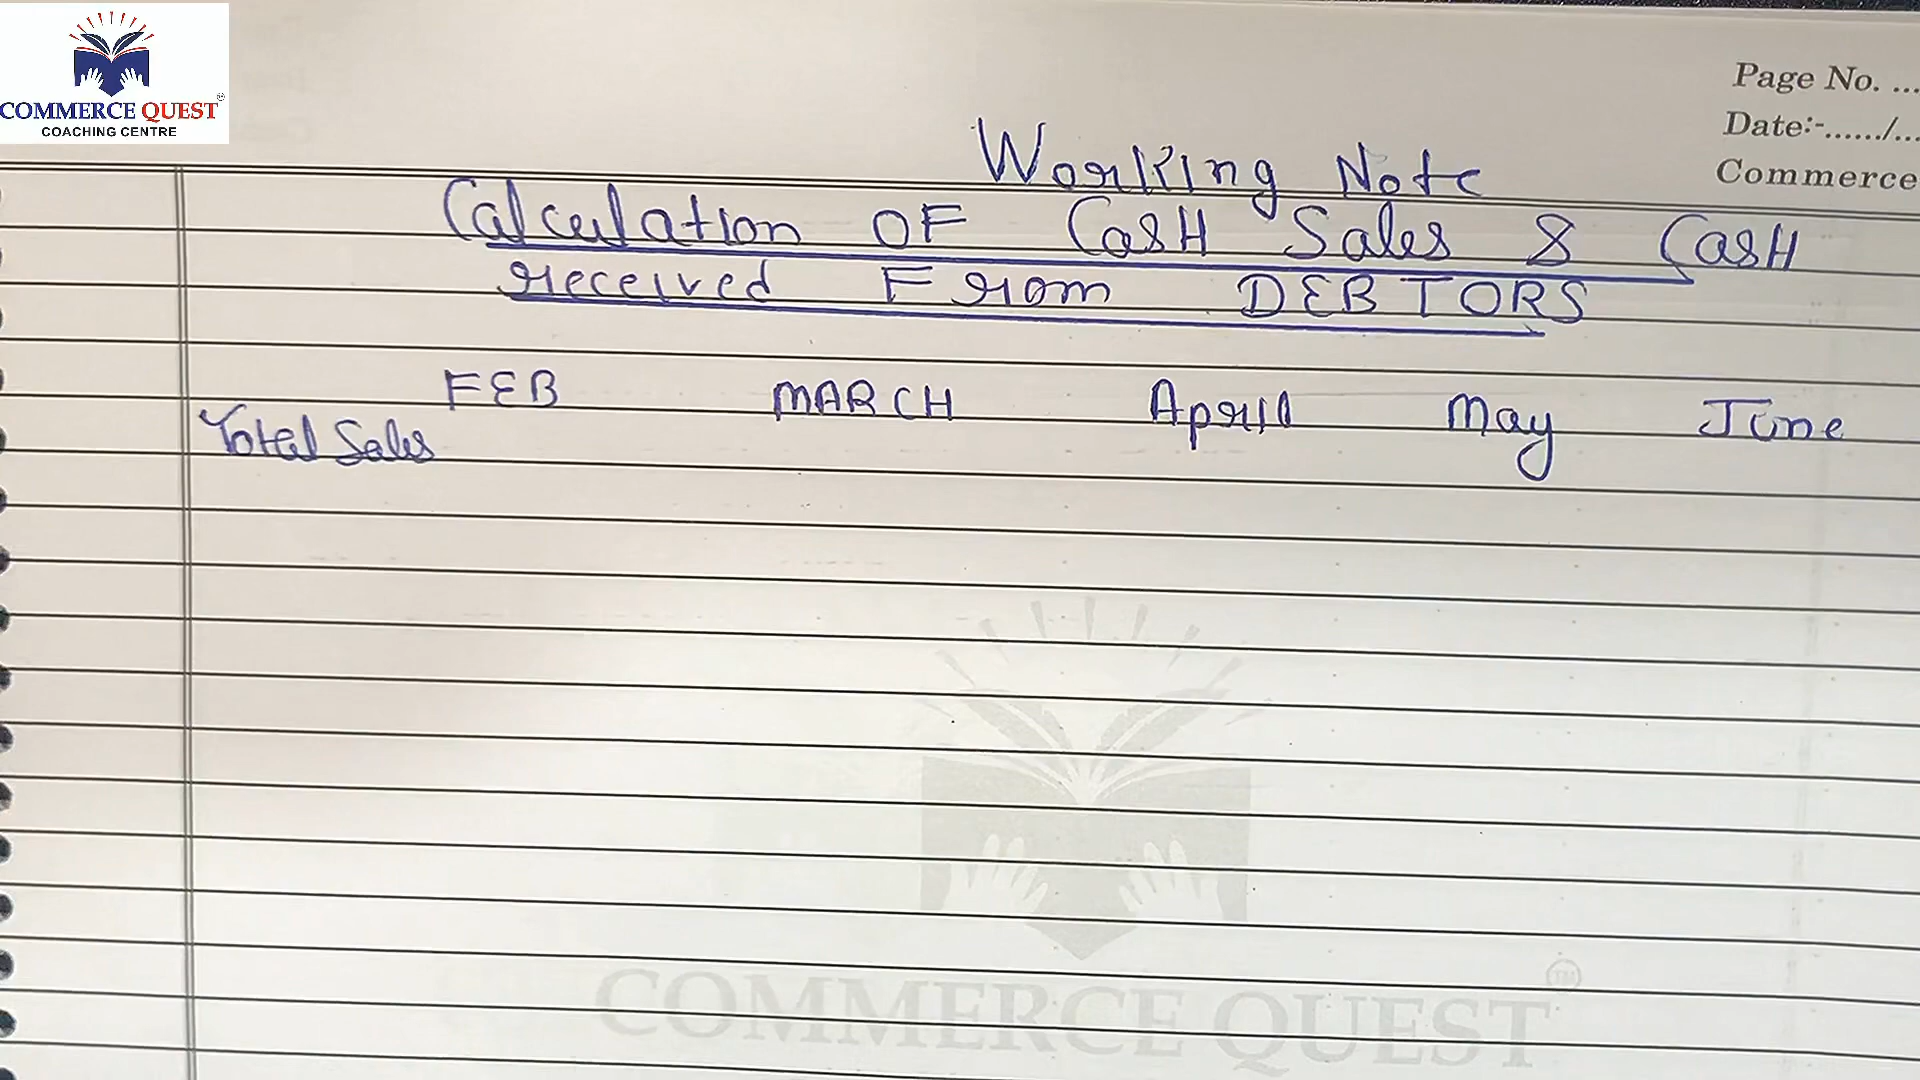 COMMERCE QUEST
COACHING CENTRE
Page No. ...
Date:-....../...
Commerce
Working Note
Calculation OF Cash Sales & Cash
received From DEBTORS
FEB MARCH April May June
Total Sales
COMMERCE QUEST TM